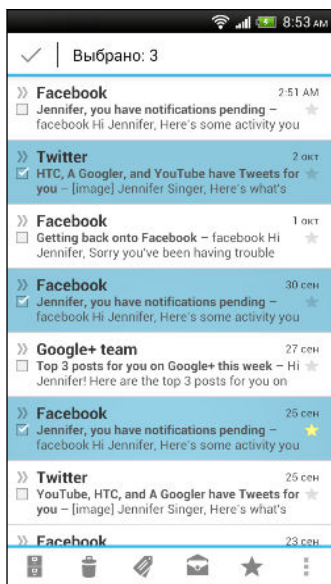 8:53 AM
Выбрано: 3
Facebook 2:51 AM
Jennifer, you have notifications pending –
facebook Hi Jennifer, Here's some activity you
Twitter 2 окт
HTC, A Googler, and YouTube have Tweets for
you – [image] Jennifer Singer, Here's what's
Facebook 1 окт
Getting back onto Facebook – facebook Hi
Jennifer, Sorry you've been having trouble
Facebook 30 сен
Jennifer, you have notifications pending –
facebook Hi Jennifer, Here's some activity you
Google+ team 27 сен
Top 3 posts for you on Google+ this week – Hi
Jennifer! Here are the top 3 posts for you on
Facebook 25 сен
Jennifer, you have notifications pending –
facebook Hi Jennifer, Here's some activity you
Twitter 25 сен
YouTube, HTC, and A Googler have Tweets for
you – [image] Jennifer Singer, Here's what's
Facebook 23 сен